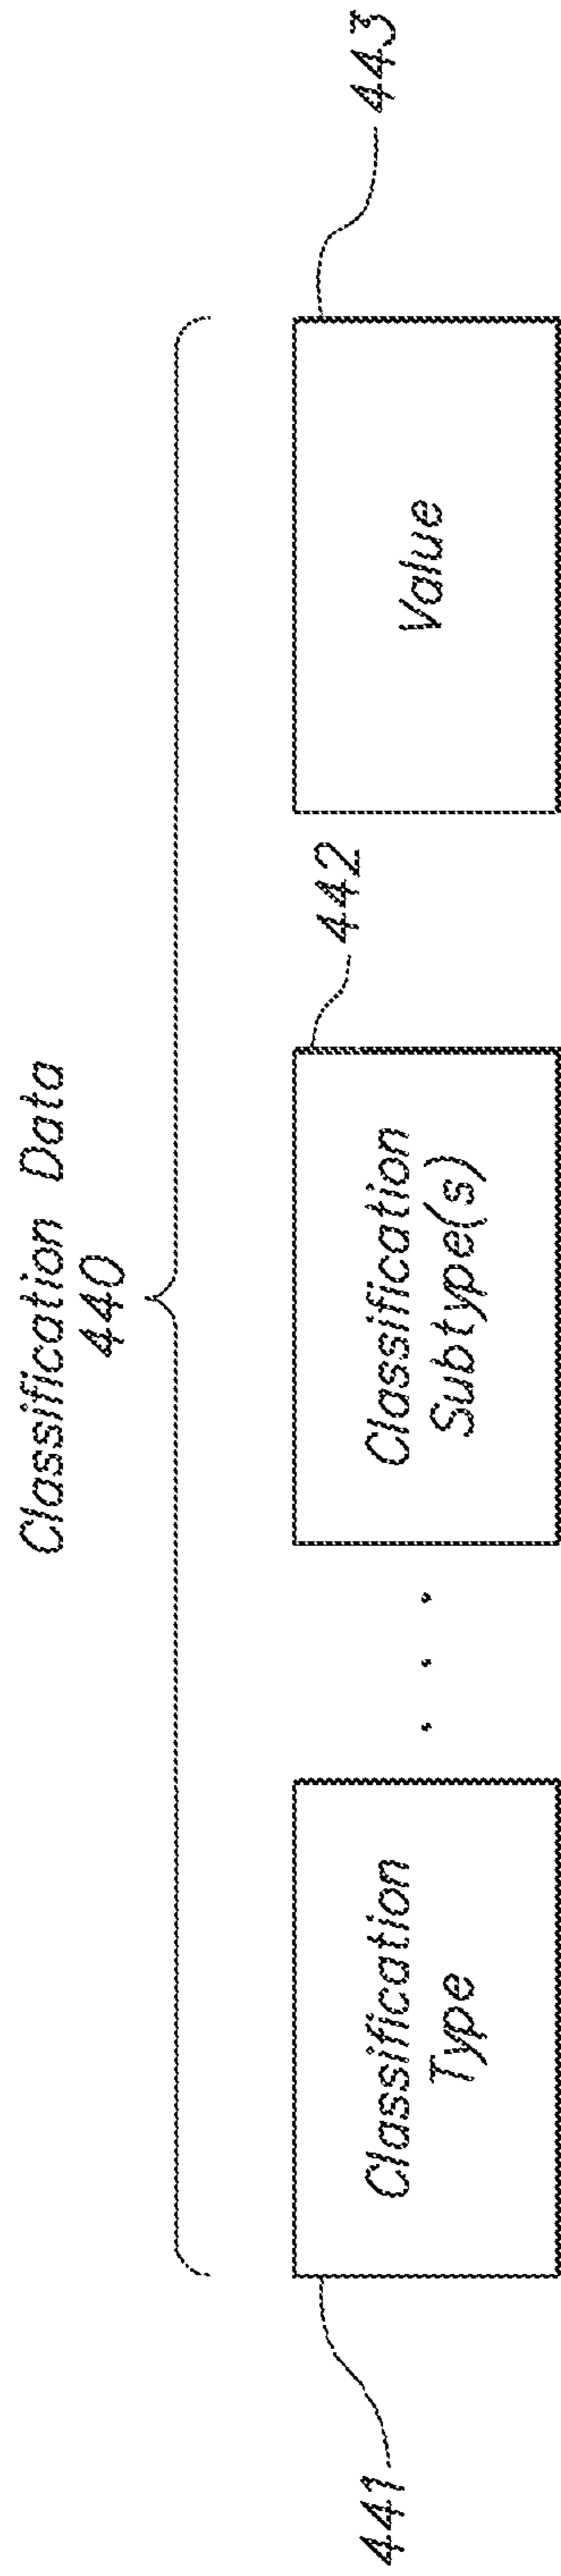 Classification Data
440
441
Classification
Type
. . .
Classification
Subtype(s)
442
Value
443